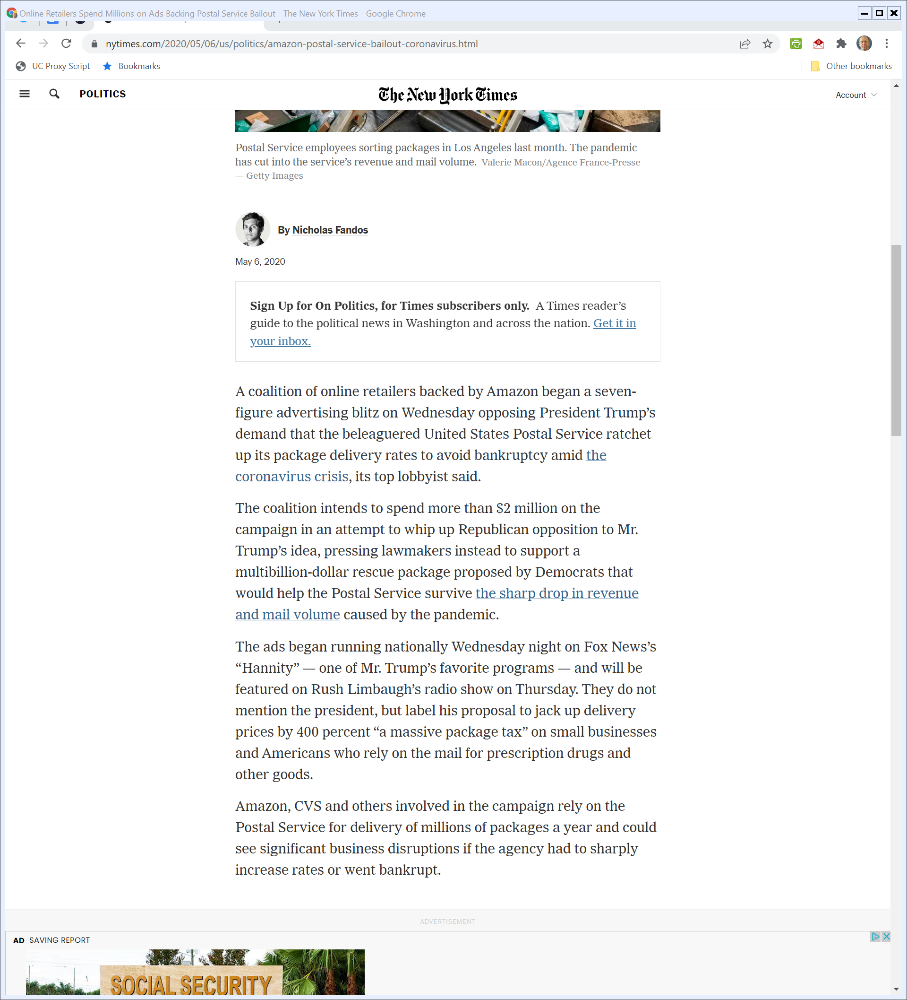 Online Retailers Spend Millions on Ads Backing Postal Service Bailout - The New York Times - Google Chrome
nytimes.com/2020/05/06/us/politics/amazon-postal-service-bailout-coronavirus.html
UC Proxy Script
Bookmarks
Other bookmarks
POLITICS
The New York Times
Account
Postal Service employees sorting packages in Los Angeles last month. The pandemic
has cut into the service’s revenue and mail volume. Valerie Macon/Agence France-Presse
— Getty Images
By Nicholas Fandos
May 6, 2020
Sign Up for On Politics, for Times subscribers only. A Times reader’s
guide to the political news in Washington and across the nation. Get it in
your inbox.
A coalition of online retailers backed by Amazon began a seven-
figure advertising blitz on Wednesday opposing President Trump’s
demand that the beleaguered United States Postal Service ratchet
up its package delivery rates to avoid bankruptcy amid the
coronavirus crisis, its top lobbyist said.
The coalition intends to spend more than $2 million on the
campaign in an attempt to whip up Republican opposition to Mr.
Trump’s idea, pressing lawmakers instead to support a
multibillion-dollar rescue package proposed by Democrats that
would help the Postal Service survive the sharp drop in revenue
and mail volume caused by the pandemic.
The ads began running nationally Wednesday night on Fox News’s
“Hannity” — one of Mr. Trump’s favorite programs — and will be
featured on Rush Limbaugh’s radio show on Thursday. They do not
mention the president, but label his proposal to jack up delivery
prices by 400 percent “a massive package tax” on small businesses
and Americans who rely on the mail for prescription drugs and
other goods.
Amazon, CVS and others involved in the campaign rely on the
Postal Service for delivery of millions of packages a year and could
see significant business disruptions if the agency had to sharply
increase rates or went bankrupt.
ADVERTISEMENT
AD SAVING REPORT
SOCIAL SECURITY